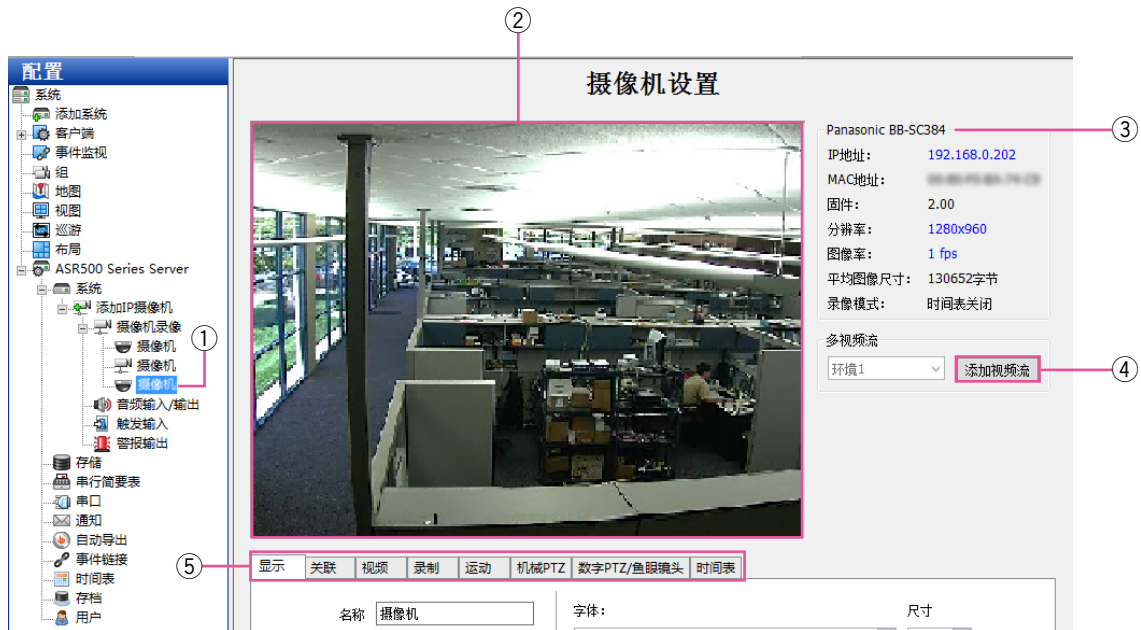 ②
配置
系统
添加系统
客户端
事件监视
组
地图
视图
巡游
布局
ASR500 Series Server
系统
添加IP摄像机
摄像机录像
摄像机
摄像机
摄像机
①
音频输入/输出
触发输入
警报输出
存储
串行简要表
串口
通知
自动导出
事件链接
时间表
存档
用户
摄像机设置
Panasonic BB-SC384
③
IP地址： 192.168.0.202
MAC地址：
固件： 2.00
分辨率： 1280x960
图像率： 1 fps
平均图像尺寸： 130652字节
录像模式： 时间表关闭
多视频流
环境1 添加视频流
④
⑤
显示 关联 视频 录制 运动 机械PTZ 数字PTZ/鱼眼镜头 时间表
名称 摄像机 字体： 尺寸